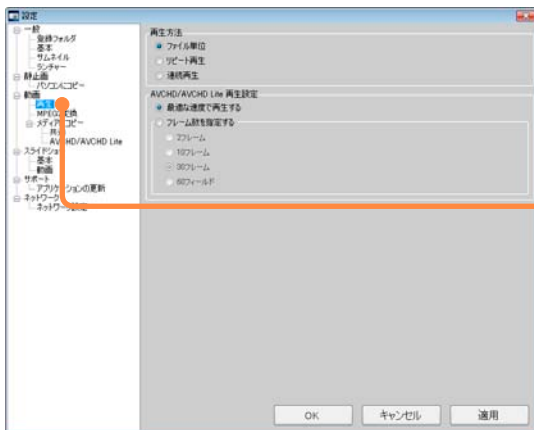 設定
一般
登録フォルダ
基本
サムネイル
ランチャー
静止画
パソコンにコピー
動画
再生
MPEG2変換
メディアにコピー
AVCHD/AVCHD Lite
スライドショー
基本
動画
サポート
アプリケーションの更新
ネットワーク
ネットワーク設定
再生方法
ファイル単位
リピート再生
連続再生
AVCHD/AVCHD Lite 再生設定
最適な速度で再生する
フレーム数を指定する
2フレーム
10フレーム
30フレーム
60フィールド
OK
キャンセル
適用